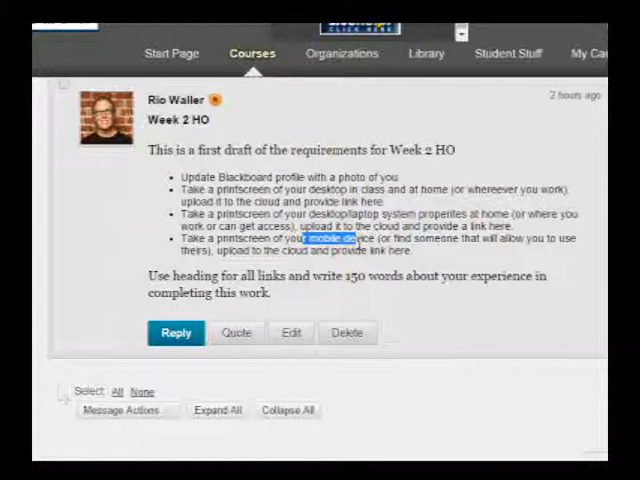 CLICK HERE
Start Page Courses Organizations Library Student Stuff My Ca
Rio Waller
2 hours ago
Week 2 HO
This is a first draft of the requirements for Week 2 HO
Update Blackboard profile with a photo of you
Take a printscreen of your desktop in class and at home (or whereever you work),
upload it to the cloud and provide link here.
Take a printscreen of your desktop/laptop system properites at home (or where you
work or can get access), upload it to the cloud and provide a link here.
Take a printscreen of your mobile device (or find someone that will allow you to use
theirs), upload to the cloud and provide link here.
Use heading for all links and write 150 words about your experience in
completing this work.
Reply Quote Edit Delete
Select: All None
Message Actions Expand All Collapse All